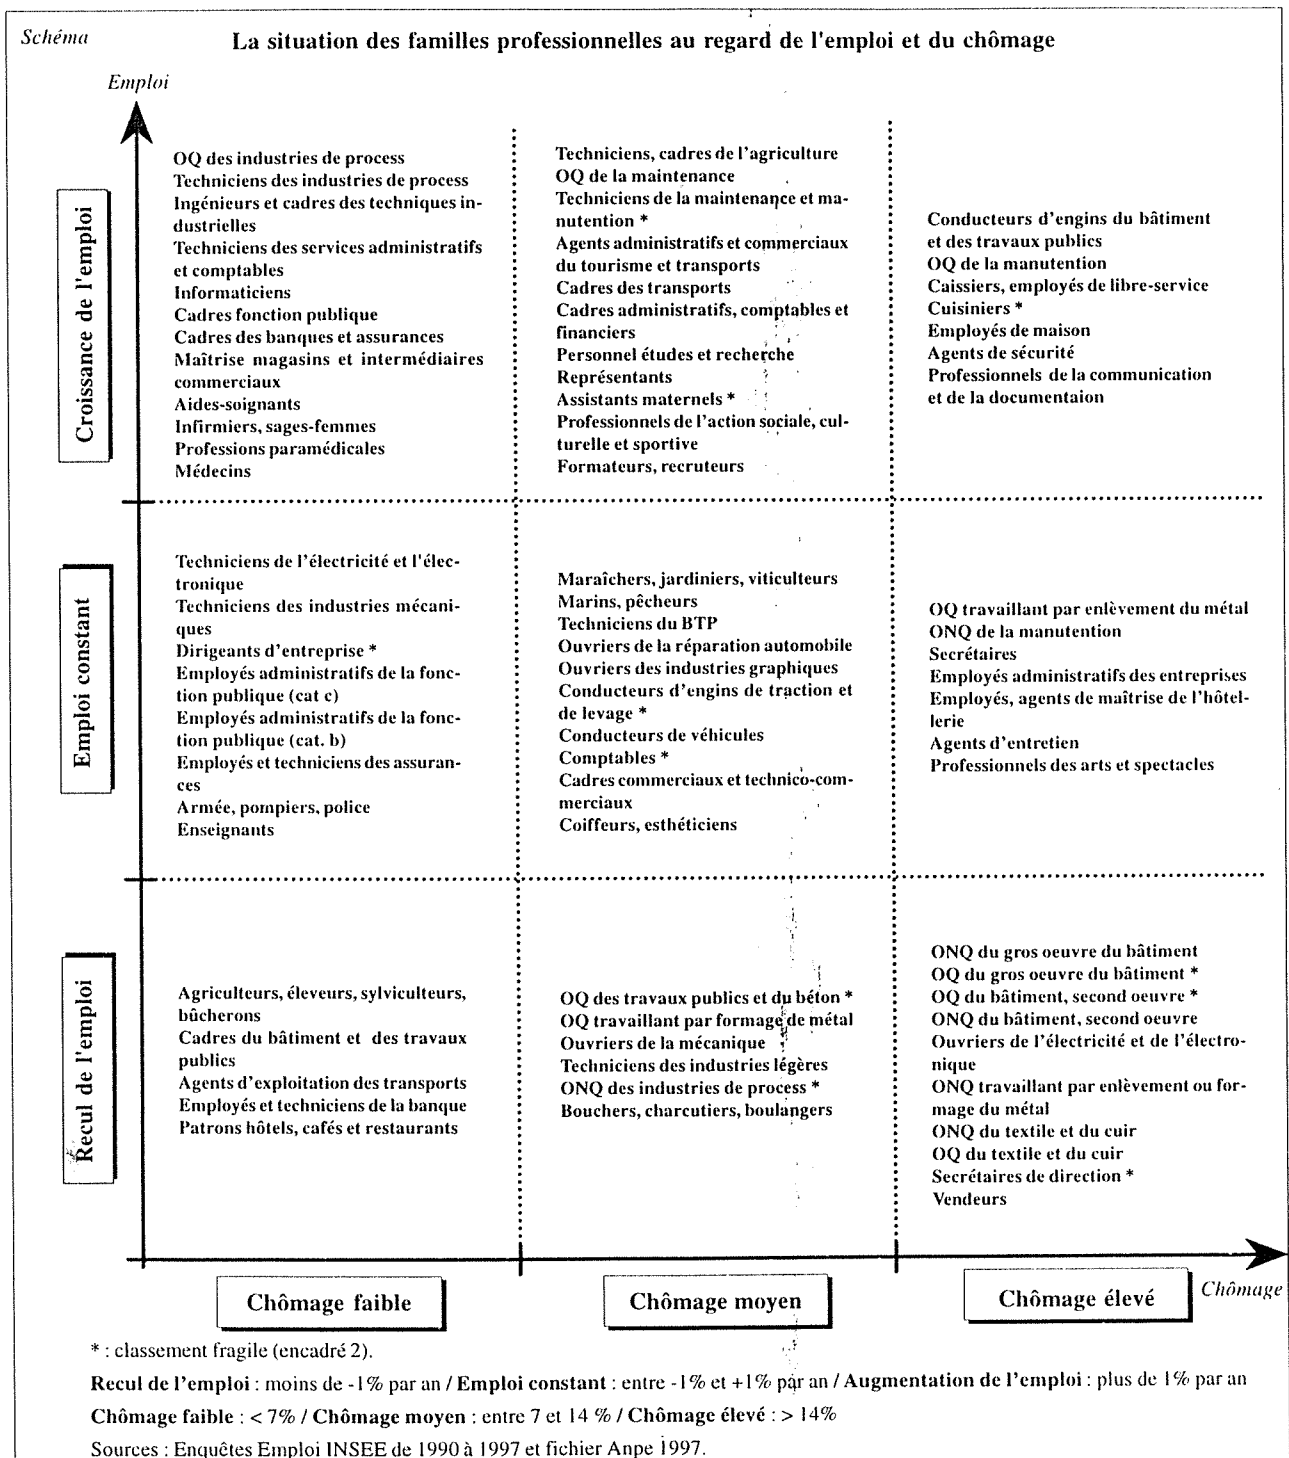 Schéma
La situation des familles professionnelles au regard de l'emploi et du chômage
Emploi
Croissance de l'emploi
OQ des industries de process
Techniciens des industries de process
Ingénieurs et cadres des techniques in-
dustrielles
Techniciens des services administratifs
et comptables
Informaticiens
Cadres fonction publique
Cadres des banques et assurances
Maîtrise magasins et intermédiaires
commerciaux
Aides-soignants
Infirmiers, sages-femmes
Professions paramédicales
Médecins
Techniciens, cadres de l'agriculture
OQ de la maintenance
Techniciens de la maintenance et ma-
nutention *
Agents administratifs et commerciaux
du tourisme et transports
Cadres des transports
Cadres administratifs, comptables et
financiers
Personnel études et recherche
Représentants
Assistants maternels *
Professionnels de l'action sociale, cul-
turelle et sportive
Formateurs, recruteurs
Conducteurs d'engins du bâtiment
et des travaux publics
OQ de la manutention
Caissiers, employés de libre-service
Cuisiniers *
Employés de maison
Agents de sécurité
Professionnels de la communication
et de la documentaion
Emploi constant
Techniciens de l'électricité et l'élec-
tronique
Techniciens des industries mécani-
ques
Dirigeants d'entreprise *
Employés administratifs de la fonc-
tion publique (cat c)
Employés administratifs de la fonc-
tion publique (cat. b)
Employés et techniciens des assuran-
ces
Armée, pompiers, police
Enseignants
Maraîchers, jardiniers, viticulteurs
Marins, pêcheurs
Techniciens du BTP
Ouvriers de la réparation automobile
Ouvriers des industries graphiques
Conducteurs d'engins de traction et
de levage *
Conducteurs de véhicules
Comptables *
Cadres commerciaux et technico-com-
merciaux
Coiffeurs, esthéticiens
OQ travaillant par enlèvement du métal
ONQ de la manutention
Secrétaires
Employés administratifs des entreprises
Employés, agents de maîtrise de l'hôtel-
lerie
Agents d'entretien
Professionnels des arts et spectacles
Recul de l'emploi
Agriculteurs, éleveurs, sylviculteurs,
bûcherons
Cadres du bâtiment et des travaux
publics
Agents d'exploitation des transports
Employés et techniciens de la banque
Patrons hôtels, cafés et restaurants
OQ des travaux publics et du béton *
OQ travaillant par formage de métal
Ouvriers de la mécanique
Techniciens des industries légères
ONQ des industries de process *
Bouchers, charcutiers, boulangers
ONQ du gros oeuvre du bâtiment
OQ du gros oeuvre du bâtiment *
OQ du bâtiment, second oeuvre *
ONQ du bâtiment, second oeuvre
Ouvriers de l'électricité et de l'électro-
nique
ONQ travaillant par enlèvement ou for-
mage du métal
ONQ du textile et du cuir
OQ du textile et du cuir
Secrétaires de direction *
Vendeurs
Chômage faible
Chômage moyen
Chômage élevé
Chômage
* : classement fragile (encadré 2).
Recul de l'emploi : moins de -1% par an / Emploi constant : entre -1% et +1% par an / Augmentation de l'emploi : plus de 1% par an
Chômage faible : < 7% / Chômage moyen : entre 7 et 14 % / Chômage élevé : > 14%
Sources : Enquêtes Emploi INSEE de 1990 à 1997 et fichier Anpe 1997.